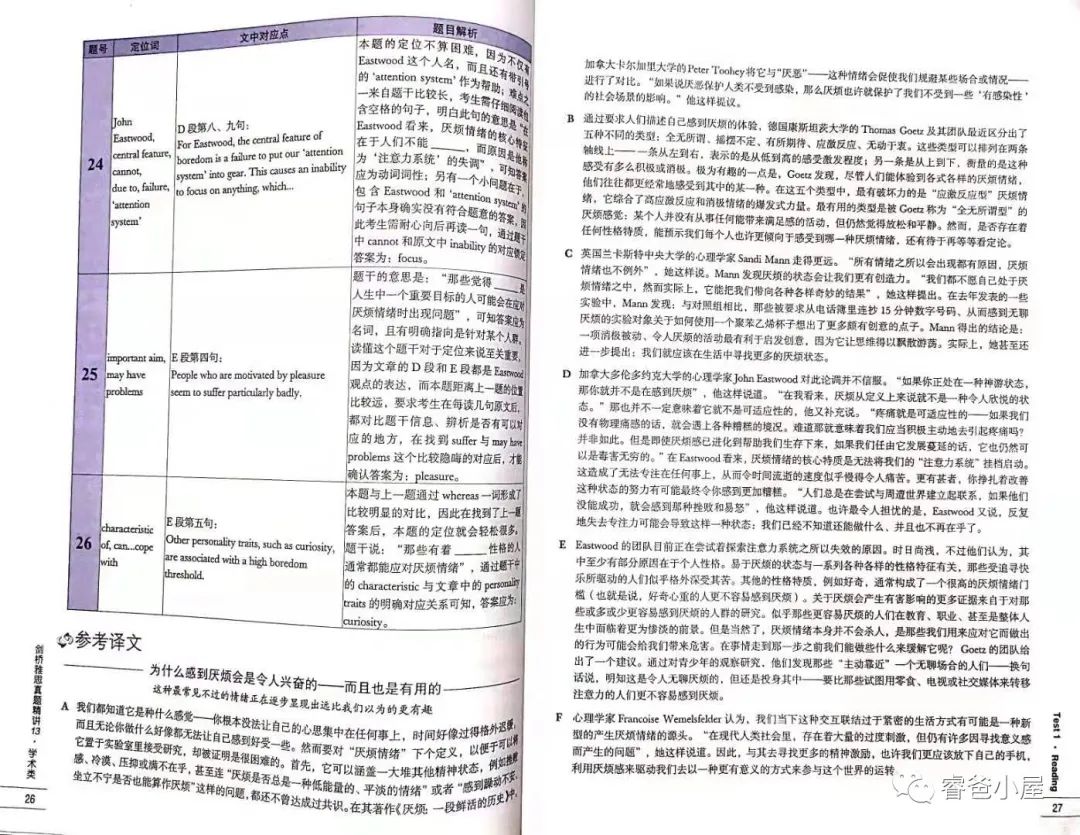 题号 定位词 文中对应点 题目解析
24
John
Eastwood,
central feature,
cannot,
due to, failure,
‘attention
system’
D 段第八、九句：
For Eastwood, the central feature of
boredom is a failure to put our ‘attention
system’ into gear. This causes an inability
to focus on anything, which...
本题的定位不算困难，因为不仅有
Eastwood 这个人名，而且还有带引号
的 ‘attention system’ 作为帮助；难点之
一来自题干比较长，考生需仔细阅读包
含空格的句子，明白此句的意思是“在
Eastwood 看来，厌烦情绪的核心特征
在于人们不能______，而原因是他称
为‘注意力系统’的失调”，可知答案
应为动词词性；另有一个小问题在于，
包含 Eastwood 和 ‘attention system’ 的
句子本身确实没有符合题意的答案，因
此考生需耐心向后再读一句，通过题干
中 cannot 和原文中 inability 的对应锁定
答案为：focus。
25
important aim,
may have
problems
E 段第四句：
People who are motivated by pleasure
seem to suffer particularly badly.
题干的意思是：“那些觉得______是
人生中一个重要目标的人可能会在应对
厌烦情绪时出现问题”，可知答案应为
名词，且有明确指向是针对某个人群。
读懂这个题干对于定位来说至关重要，
因为文章的 D 段和 E 段都是 Eastwood
观点的表达，而本题距离上一题的位置
比较远，要求考生在每读几句原文后，
都对比题干信息、辨析是否有可以对
应的地方，在找到 suffer 与 may have
problems 这个比较隐晦的对应后，才能
确认答案为：pleasure。
26
characteristic
of, can...cope
with
E 段第五句：
Other personality traits, such as curiosity,
are associated with a high boredom
threshold.
本题与上一题通过 whereas 一词形成了
比较明显的对比，因此在找到了上一题
答案后，本题的定位就会轻松很多。
题干说：“那些有着______性格的人
通常都能应对厌烦情绪”，通过题干中
的 characteristic 与文章中的 personality
traits 的明确对应关系可知，答案应为：
curiosity。
参考译文
为什么感到厌烦会是令人兴奋的——而且也是有用的
这种最常见不过的情绪正在逐步呈现出远比我们以为的更有趣
A 我们都知道它是种什么感觉——你根本没法让自己的心思集中在任何事上，时间好像过得格外迟缓，
而且无论你做什么好像都无法让自己感到好受一些。然而要对“厌烦情绪”下个定义，以便于可以将
它置于实验室里接受研究，却被证明是很困难的。首先，它可以涵盖一大堆其他精神状态，例如挫败
感、冷漠、压抑或满不在乎，甚至连“厌烦是否总是一种低能量的、平淡的情绪”或者“感到躁动不安、
坐立不宁是否也能算作厌烦”这样的问题，都还不曾达成过共识。在其著作《厌烦：一段鲜活的历史》中，
剑桥雅思真题精讲13·学术类
26
加拿大卡尔加里大学的Peter Toohey将它与“厌恶”——这种情绪会促使我们规避某些场合或情况——
进行了对比。“如果说厌恶保护人类不受到感染，那么厌烦也许就保护了我们不受到一些‘有感染性’
的社会场景的影响。”他这样提议。
B 通过要求人们描述自己感到厌烦的体验，德国康斯坦茨大学的 Thomas Goetz 及其团队最近区分出了
五种不同的类型：全无所谓、摇摆不定、有所期待、应激反应、无动于衷。这些类型可以排列在两条
轴线上—— 一条从左到右，表示的是从低到高的感受激发程度；另一条是从上到下，衡量的是这种
感受有多么积极或消极。极为有趣的一点是，Goetz 发现，尽管人们能体验到各式各样的厌烦情绪，
他们往往都更经常地感受到其中的某一种。在这五个类型中，最有破坏力的是“应激反应型”厌烦情
绪，它综合了高应激反应和消极情绪的爆发式力量。最有用的类型是被 Goetz 称为“全无所谓型”的
厌烦感觉：某个人并没有从事任何能带来满足感的活动，但仍然觉得放松和平静。然而，是否存在着
任何性格特质，能预示我们每个人也许更倾向于感受到哪一种厌烦情绪，还有待于再等等看定论。
C 英国兰卡斯特中央大学的心理学家 Sandi Mann 走得更远。“所有情绪之所以会出现都有原因，厌烦
情绪也不例外”，她这样说。Mann 发现厌烦的状态会让我们更有创造力。“我们都不愿自己处于厌
烦情绪之中，然而实际上，它能把我们带向各种各样奇妙的结果”，她这样提出。在去年发表的一些
实验中，Mann 发现：与对照组相比，那些被要求从电话簿里连抄 15 分钟数字号码、从而感到无聊
厌烦的实验对象关于如何使用一个聚苯乙烯杯子想出了更多颇有创意的点子。Mann 得出的结论是：
一项消极被动、令人厌烦的活动最有利于启发创意，因为它让思维得以飘散游荡。实际上，她甚至还
进一步提出：我们就应该在生活中寻找更多的厌烦状态。
D 加拿大多伦多约克大学的心理学家 John Eastwood 对此论调并不信服。“如果你正处在一种神游状态，
那你就并不是在感到厌烦”，他这样说道。“在我看来，厌烦从定义上来说就不是一种令人欣悦的状
态。”那也并不一定意味着它就不是可适应性的，他又补充说。“疼痛就是可适应性的——如果我们
没有物理痛感的话，就会遇上各种糟糕的境况。难道那就意味着我们应当积极主动地去引起疼痛吗？
并非如此。但是即使厌烦感已进化到帮助我们生存下来，如果我们任由它发展蔓延的话，它也仍然可
以是毒害无穷的。”在 Eastwood 看来，厌烦情绪的核心特质是无法将我们的“注意力系统”挂档启动。
这造成了无法专注在任何事上，从而令时间流逝的速度似乎慢得令人痛苦。更有甚者，你挣扎着改善
这种状态的努力有可能最终令你感到更加糟糕。“人们总是在尝试与周遭世界建立起联系，如果他们
没能成功，就会感到那种挫败和易怒”，他这样说道。也许最令人担忧的是，Eastwood 又说，反复
地失去专注力可能会导致这样一种状态：我们已经不知道还能做什么、并且也不再在乎了。
E Eastwood 的团队目前正在尝试着探索注意力系统之所以失效的原因。时日尚浅，不过他们认为，其
中至少有部分原因在于个人性格。易于厌烦的状态与一系列各种各样的性格特征有关，那些受追寻快
乐所驱动的人们似乎格外深受其苦。其他的性格特质，例如好奇，通常构成了一个很高的厌烦情绪门
槛（也就是说，好奇心重的人更不容易感到厌烦）。关于厌烦会产生有害影响的更多证据来自于对那
些或多或少更容易感到厌烦的人群的研究。似乎那些更容易厌烦的人们在教育、职业、甚至是整体人
生中面临着更为惨淡的前景。但是当然了，厌烦情绪本身并不会杀人，是那些我们用来应对它而做出
的行为可能会给我们带来危害。在事情走到那一步之前我们能做些什么来缓解它呢？Goetz 的团队给
出了一个建议。通过对青少年的观察研究，他们发现那些“主动靠近”一个无聊场合的人们——换句
话说，明知这是令人无聊厌烦的，但还是投身其中——要比那些试图用零食、电视或社交媒体来转移
注意力的人们更不容易感到厌烦。
F 心理学家 Francoise Wemelsfelder 认为，我们当下这种交互联结过于紧密的生活方式有可能是一种新
型的产生厌烦情绪的源头。“在现代人类社会里，存在着大量的过度刺激，但仍有许多因寻找意义感
而产生的问题”，她这样说道。因此，与其去寻找更多的精神激励，也许我们更应该放下自己的手机，
利用厌烦感来驱动我们去以一种更有意义的方式来参与这个世界的运转
Test 1 · Reading
27
睿爸小屋